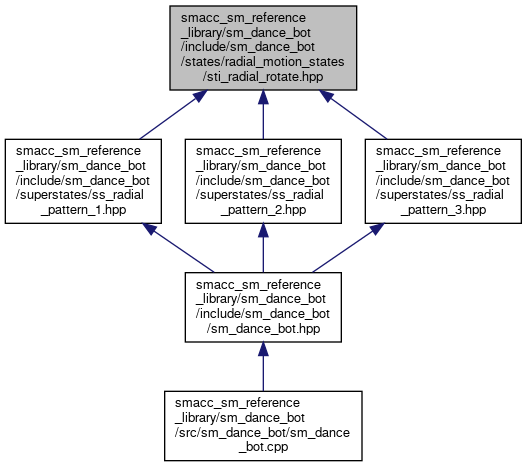 smacc_sm_reference
_library/sm_dance_bot
/include/sm_dance_bot
/states/radial_motion_states
/sti_radial_rotate.hpp
smacc_sm_reference
_library/sm_dance_bot
/include/sm_dance_bot
/superstates/ss_radial
_pattern_1.hpp
smacc_sm_reference
_library/sm_dance_bot
/include/sm_dance_bot
/superstates/ss_radial
_pattern_2.hpp
smacc_sm_reference
_library/sm_dance_bot
/include/sm_dance_bot
/superstates/ss_radial
_pattern_3.hpp
smacc_sm_reference
_library/sm_dance_bot
/include/sm_dance_bot
/sm_dance_bot.hpp
smacc_sm_reference
_library/sm_dance_bot
/src/sm_dance_bot/sm_dance
_bot.cpp